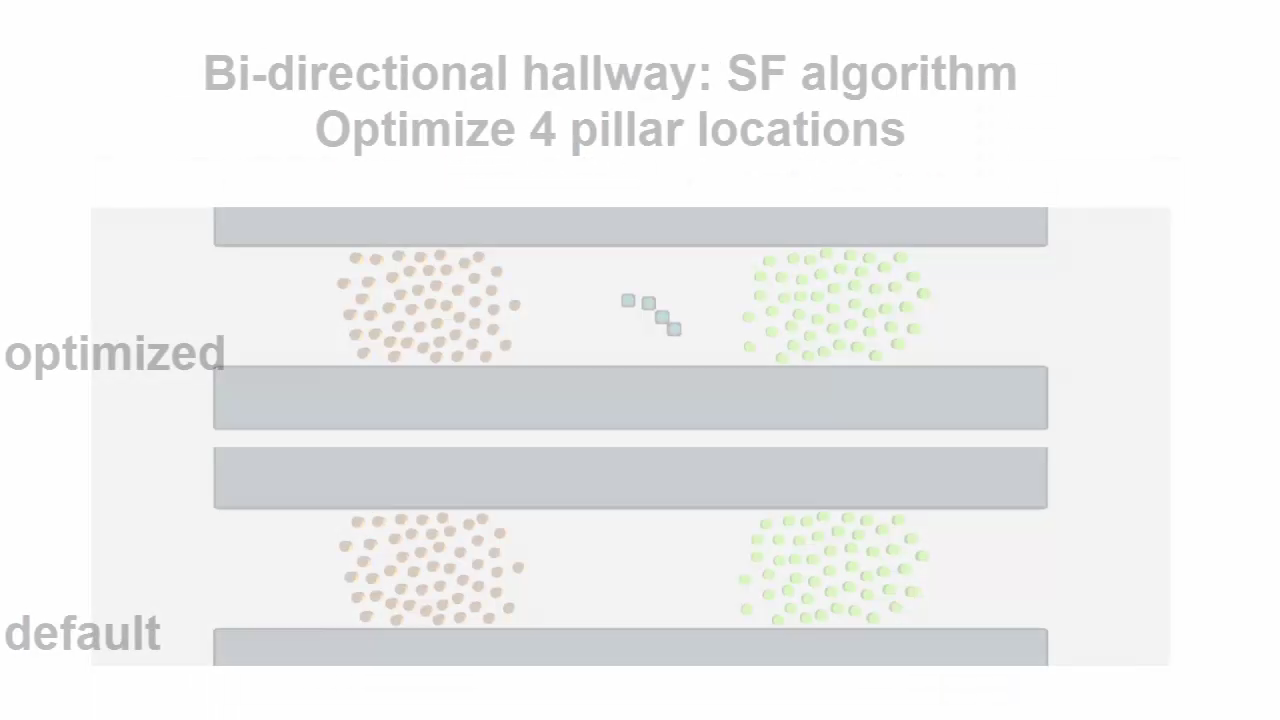 Bi-directional hallway: SF algorithm
Optimize 4 pillar locations
optimized
default